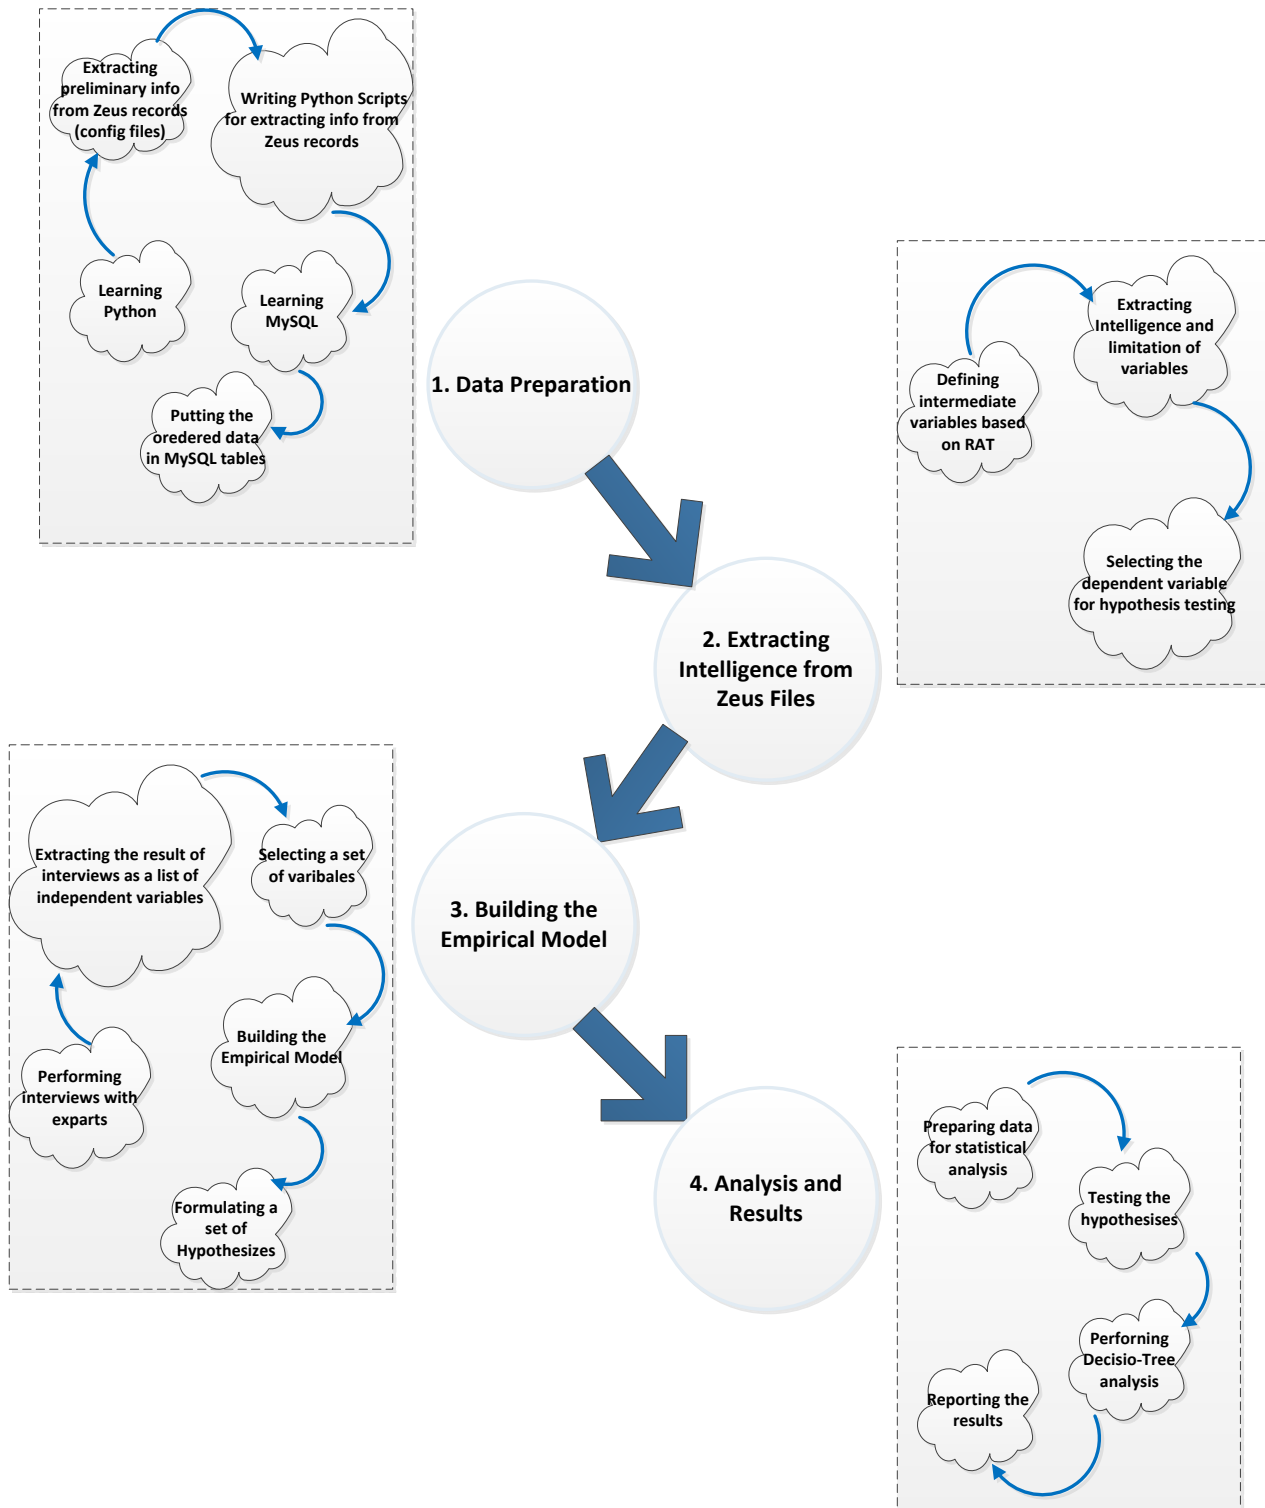 Extracting
preliminary info
from Zeus records
(config files)
Writing Python Scripts
for extracting info from
Zeus records
Learning
Python
Learning
MySQL
Putting the
oredered data
in MySQL tables
1. Data Preparation
Extracting
Intelligence and
limitation of
variables
Defining
intermediate
variables based
on RAT
Selecting the
dependent variable
for hypothesis testing
2. Extracting
Intelligence from
Zeus Files
Extracting the result of
interviews as a list of
independent variables
Selecting a set
of varibales
Building the
Empirical Model
Performing
interviews with
exparts
Formulating a
set of
Hypothesizes
3. Building the
Empirical Model
4. Analysis and
Results
Preparing data
for statistical
analysis
Testing the
hypothesises
Perforning
Decisio-Tree
analysis
Reporting the
results